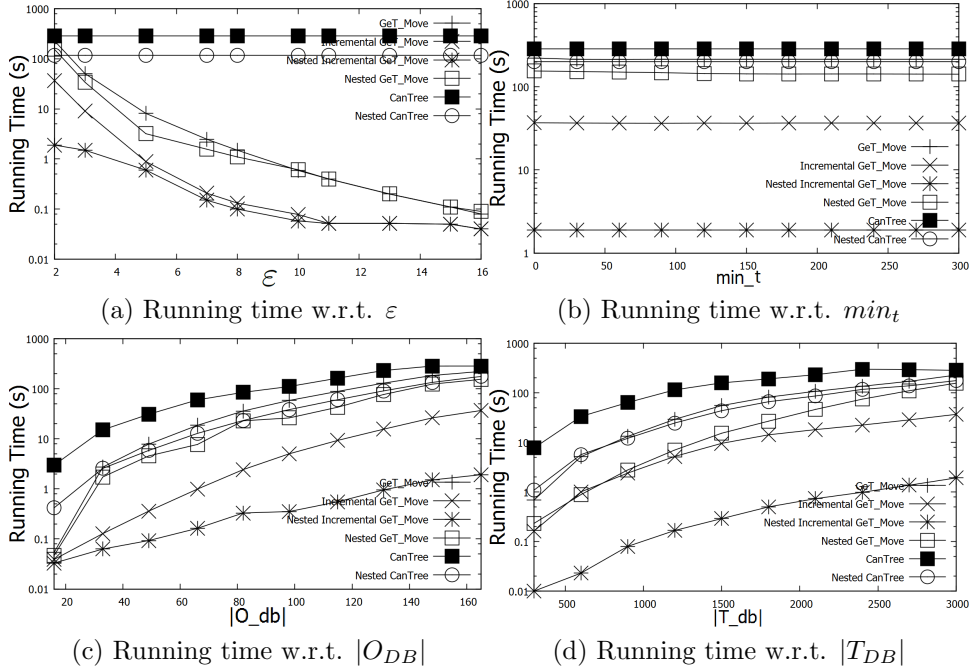 1000
100
10
1
0.1
0.01
Running Time (s)
2
4
6
8
10
12
14
16
ε
GeT_Move
Incremental GeT_Move
Nested Incremental GeT_Move
Nested GeT_Move
CanTree
Nested CanTree
(a) Running time w.r.t. ε
1000
100
10
1
Running Time (s)
0
50
100
150
200
250
300
min_t
GeT_Move
Incremental GeT_Move
Nested Incremental GeT_Move
Nested GeT_Move
CanTree
Nested CanTree
(b) Running time w.r.t. min_t
1000
100
10
1
0.1
0.01
Running Time (s)
20
40
60
80
100
120
140
160
|O_db|
GeT_Move
Incremental GeT_Move
Nested Incremental GeT_Move
Nested GeT_Move
CanTree
Nested CanTree
(c) Running time w.r.t. |O_DB|
1000
100
10
1
0.1
0.01
Running Time (s)
500
1000
1500
2000
2500
3000
|T_db|
GeT_Move
Incremental GeT_Move
Nested Incremental GeT_Move
Nested GeT_Move
CanTree
Nested CanTree
(d) Running time w.r.t. |T_DB|